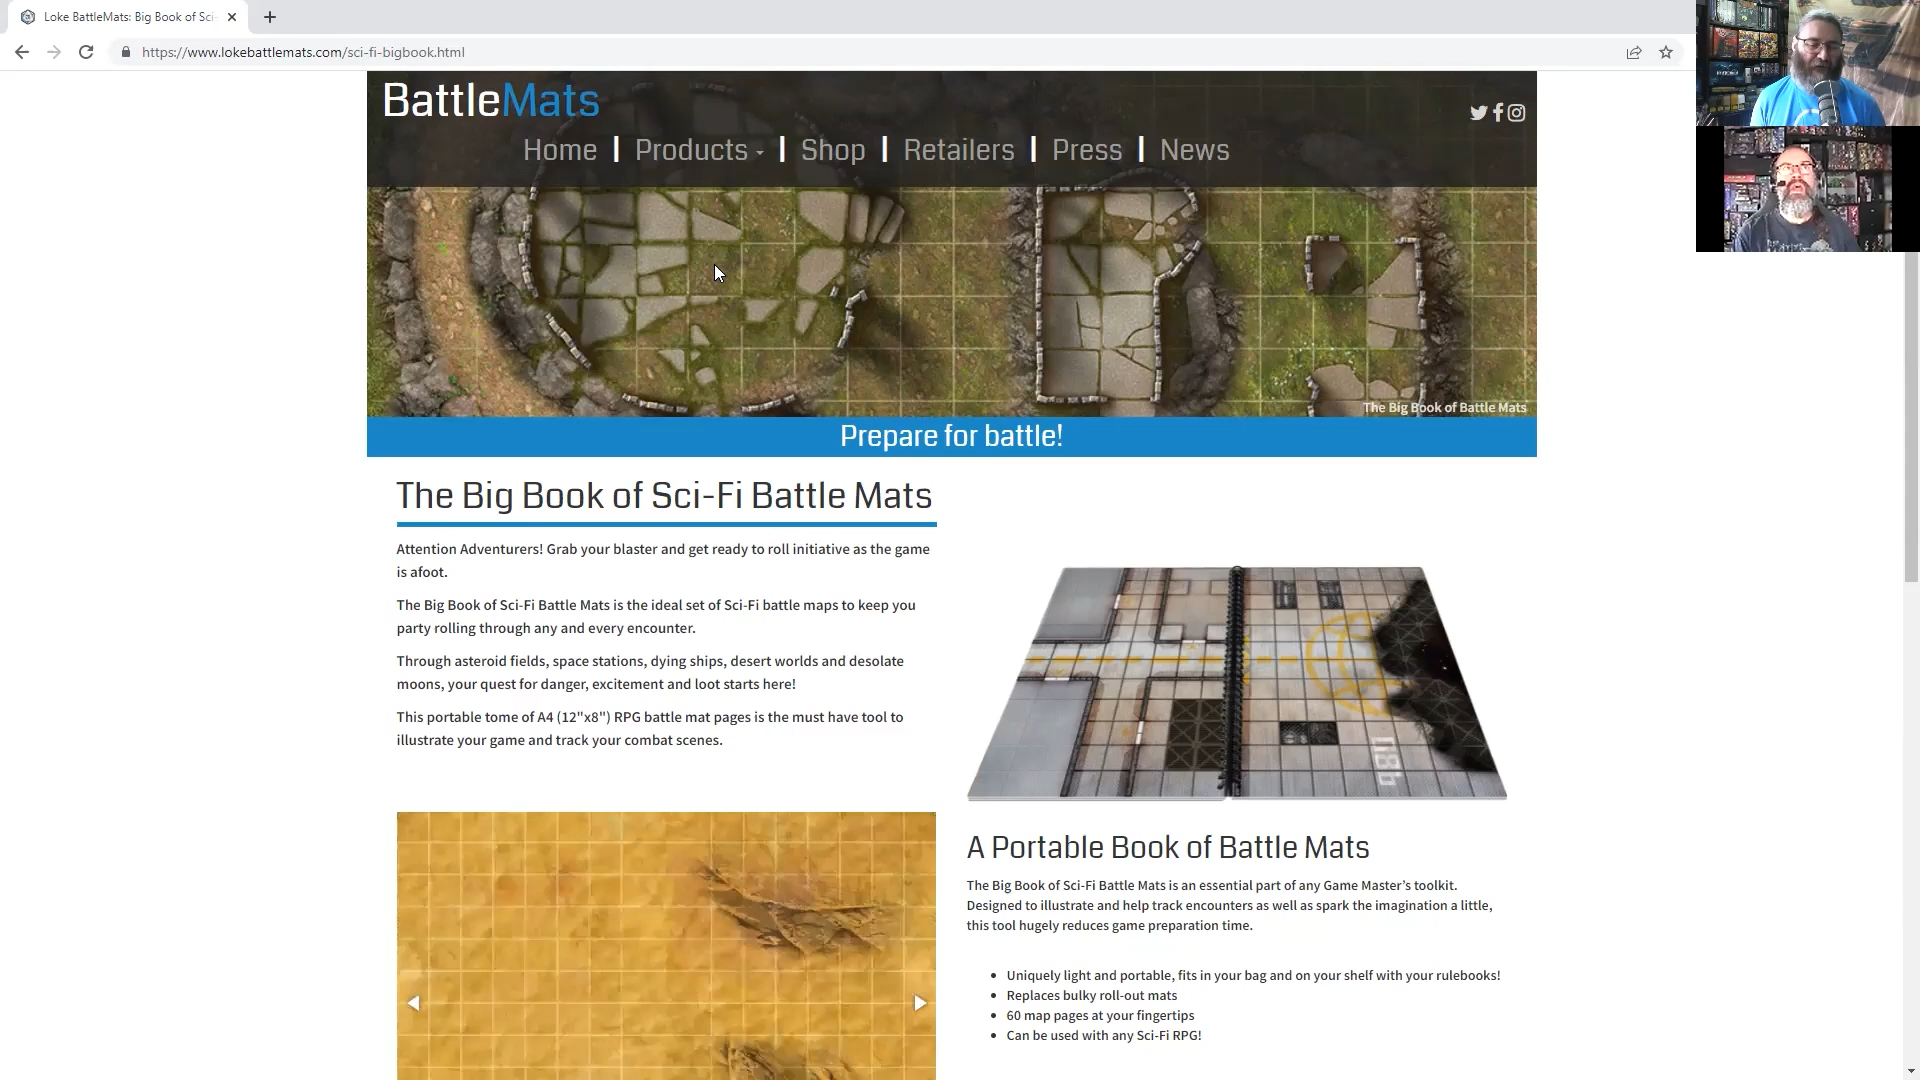 Loke BattleMats: Big Book of Sci-
https://www.lokebattlemats.com/sci-fi-bigbook.html
BattleMats
Home | Products | Shop | Retailers | Press | News
The Big Book of Battle Mats
Prepare for battle!
The Big Book of Sci-Fi Battle Mats
Attention Adventurers! Grab your blaster and get ready to roll initiative as the game
is afoot.
The Big Book of Sci-Fi Battle Mats is the ideal set of Sci-Fi battle maps to keep you
party rolling through any and every encounter.
Through asteroid fields, space stations, dying ships, desert worlds and desolate
moons, your quest for danger, excitement and loot starts here!
This portable tome of A4 (12"x8") RPG battle mat pages is the must have tool to
illustrate your game and track your combat scenes.
A Portable Book of Battle Mats
The Big Book of Sci-Fi Battle Mats is an essential part of any Game Master’s toolkit.
Designed to illustrate and help track encounters as well as spark the imagination a little,
this tool hugely reduces game preparation time.
Uniquely light and portable, fits in your bag and on your shelf with your rulebooks!
Replaces bulky roll-out mats
60 map pages at your fingertips
Can be used with any Sci-Fi RPG!